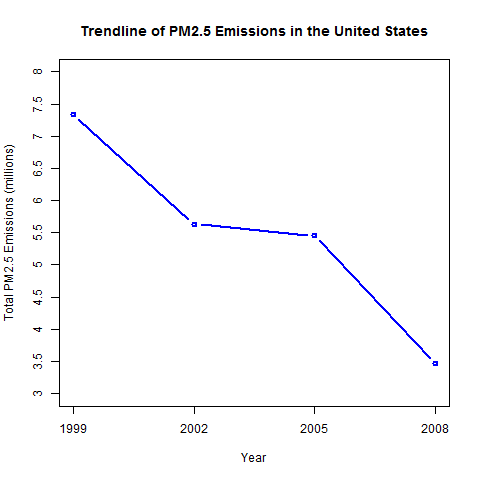 Trendline of PM2.5 Emissions in the United States
Total PM2.5 Emissions (millions)
8
7.5
7
6.5
6
5.5
5
4.5
4
3.5
3
1999 2002 2005 2008
Year